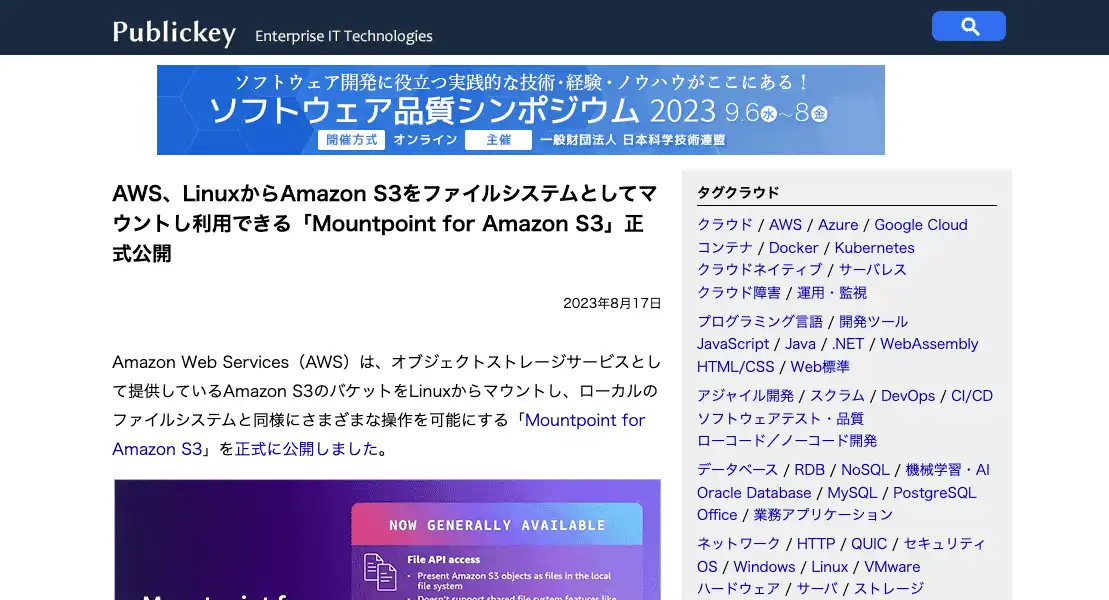 Publickey Enterprise IT Technologies
ソフトウェア開発に役立つ実践的な技術・経験・ノウハウがここにある！
ソフトウェア品質シンポジウム 2023 9.6水～8金
開催方式 オンライン 主催 一般財団法人 日本科学技術連盟
AWS、LinuxからAmazon S3をファイルシステムとしてマ
ウントし利用できる「Mountpoint for Amazon S3」正
式公開
2023年8月17日
Amazon Web Services（AWS）は、オブジェクトストレージサービスとし
て提供しているAmazon S3のバケットをLinuxからマウントし、ローカルの
ファイルシステムと同様にさまざまな操作を可能にする「Mountpoint for
Amazon S3」を正式に公開しました。
NOW GENERALLY AVAILABLE
File API access
• Present Amazon S3 objects as files in the local
file system
タグクラウド
クラウド / AWS / Azure / Google Cloud
コンテナ / Docker / Kubernetes
クラウドネイティブ / サーバレス
クラウド障害 / 運用・監視
プログラミング言語 / 開発ツール
JavaScript / Java / .NET / WebAssembly
HTML/CSS / Web標準
アジャイル開発 / スクラム / DevOps / CI/CD
ソフトウェアテスト・品質
ローコード／ノーコード開発
データベース / RDB / NoSQL / 機械学習・AI
Oracle Database / MySQL / PostgreSQL
Office / 業務アプリケーション
ネットワーク / HTTP / QUIC / セキュリティ
OS / Windows / Linux / VMware
ハードウェア / サーバ / ストレージ